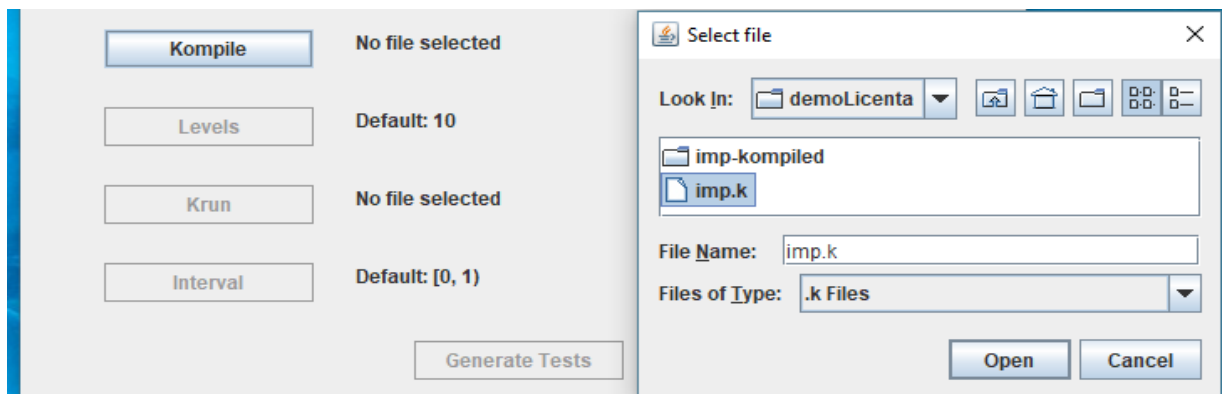 Kompile
No file selected
Levels
Default: 10
Krun
No file selected
Interval
Default: [0, 1)
Generate Tests
Select file
Look In:
demoLicenta
imp-kompiled
imp.k
File Name:
imp.k
Files of Type:
.k Files
Open
Cancel